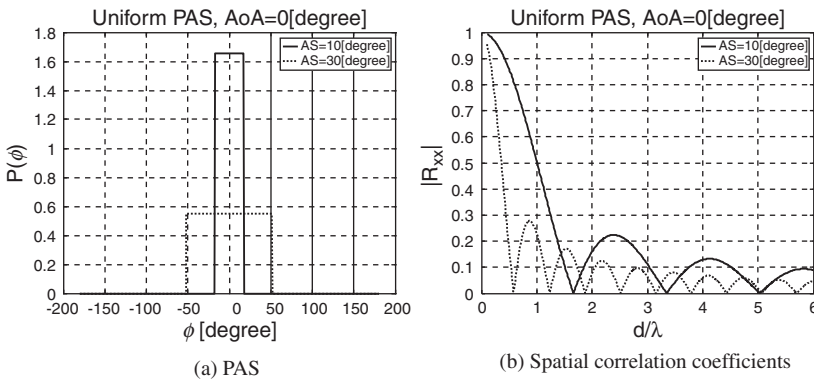 Uniform PAS, AoA=0[degree]
AS=10[degree]
AS=30[degree]
P(ϕ)
1.8
1.6
1.4
1.2
1
0.8
0.6
0.4
0.2
0
-200 -150 -100 -50 0 50 100 150 200
ϕ [degree]
(a) PAS
Uniform PAS, AoA=0[degree]
AS=10[degree]
AS=30[degree]
|Rxx|
1
0.9
0.8
0.7
0.6
0.5
0.4
0.3
0.2
0.1
0
0 1 2 3 4 5 6
d/λ
(b) Spatial correlation coefficients